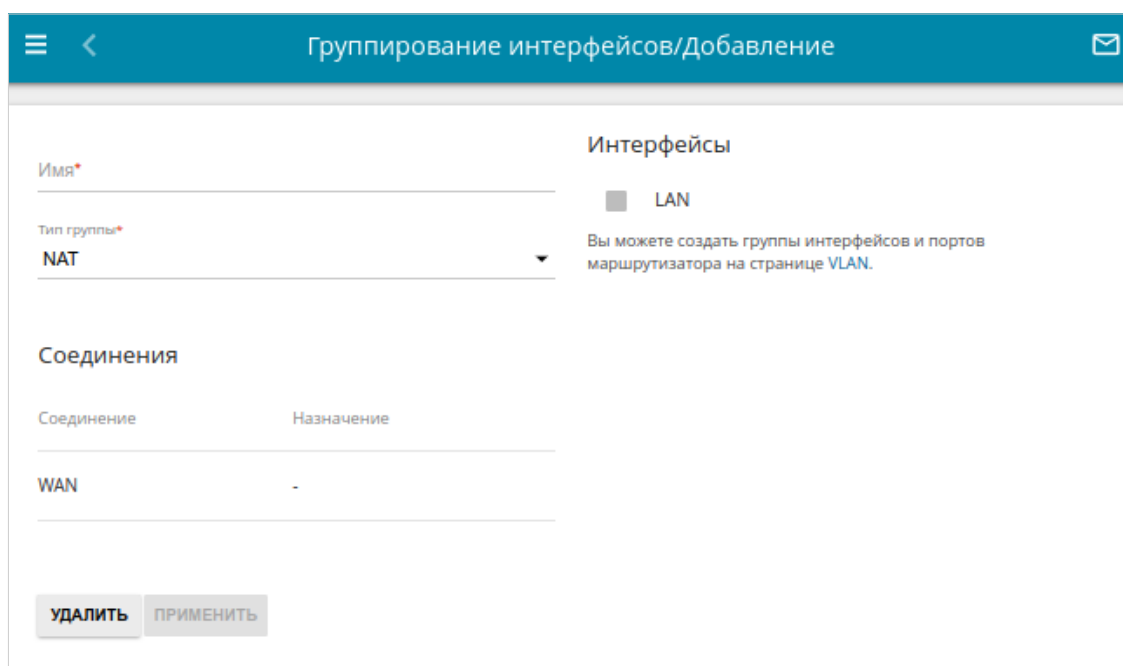 Группирование интерфейсов/Добавление
Имя*
Тип группы*
NAT
Интерфейсы
LAN
Вы можете создать группы интерфейсов и портов
маршрутизатора на странице VLAN.
Соединения
Соединение Назначение
WAN -
УДАЛИТЬ ПРИМЕНИТЬ